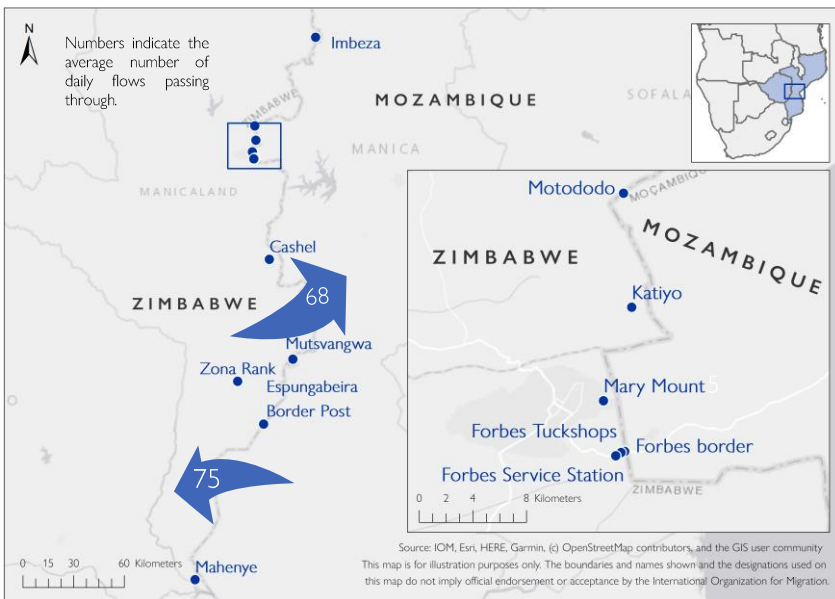 N
Numbers indicate the
average number of
daily flows passing
through.
Imbeza
ZIMBABWE
MOZAMBIQUE
SOFALA
MANICA
MANICALAND
Cashel
ZIMBABWE
68
Mutsvangwa
Zona Rank
Espungabeira
Border Post
75
Mahenye
0 15 30 60 Kilometers
Motododo
MOÇAMBIQUE
ZIMBABWE
MOZAMBIQUE
Katiyo
Mary Mount 5
Forbes Tuckshops
Forbes border
Forbes Service Station
ZIMBABWE
0 2 4 8 Kilometers
Source: IOM, Esri, HERE, Garmin, (c) OpenStreetMap contributors, and the GIS user community
This map is for illustration purposes only. The boundaries and names shown and the designations used on
this map do not imply official endorsement or acceptance by the International Organization for Migration.